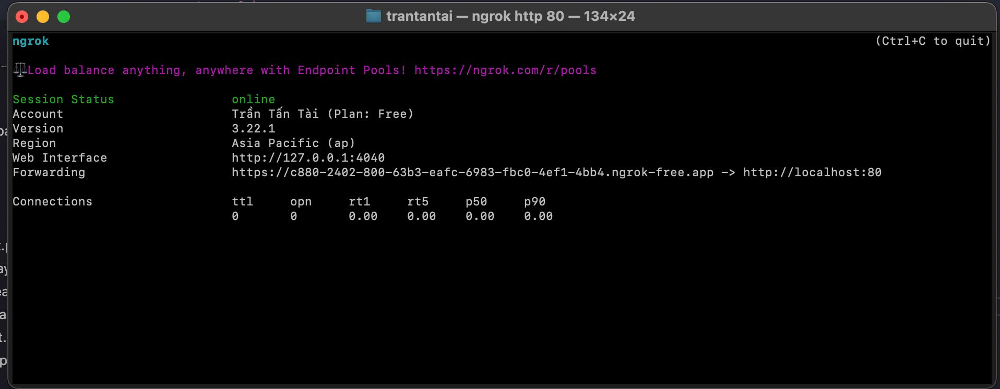 trantantai — ngrok http 80 — 134×24
ngrok (Ctrl+C to quit)
Load balance anything, anywhere with Endpoint Pools! https://ngrok.com/r/pools
Session Status online
Account Trần Tấn Tài (Plan: Free)
Version 3.22.1
Region Asia Pacific (ap)
Web Interface http://127.0.0.1:4040
Forwarding https://c880-2402-800-63b3-eafc-6983-fbc0-4ef1-4bb4.ngrok-free.app -> http://localhost:80
Connections ttl opn rt1 rt5 p50 p90
0 0 0.00 0.00 0.00 0.00